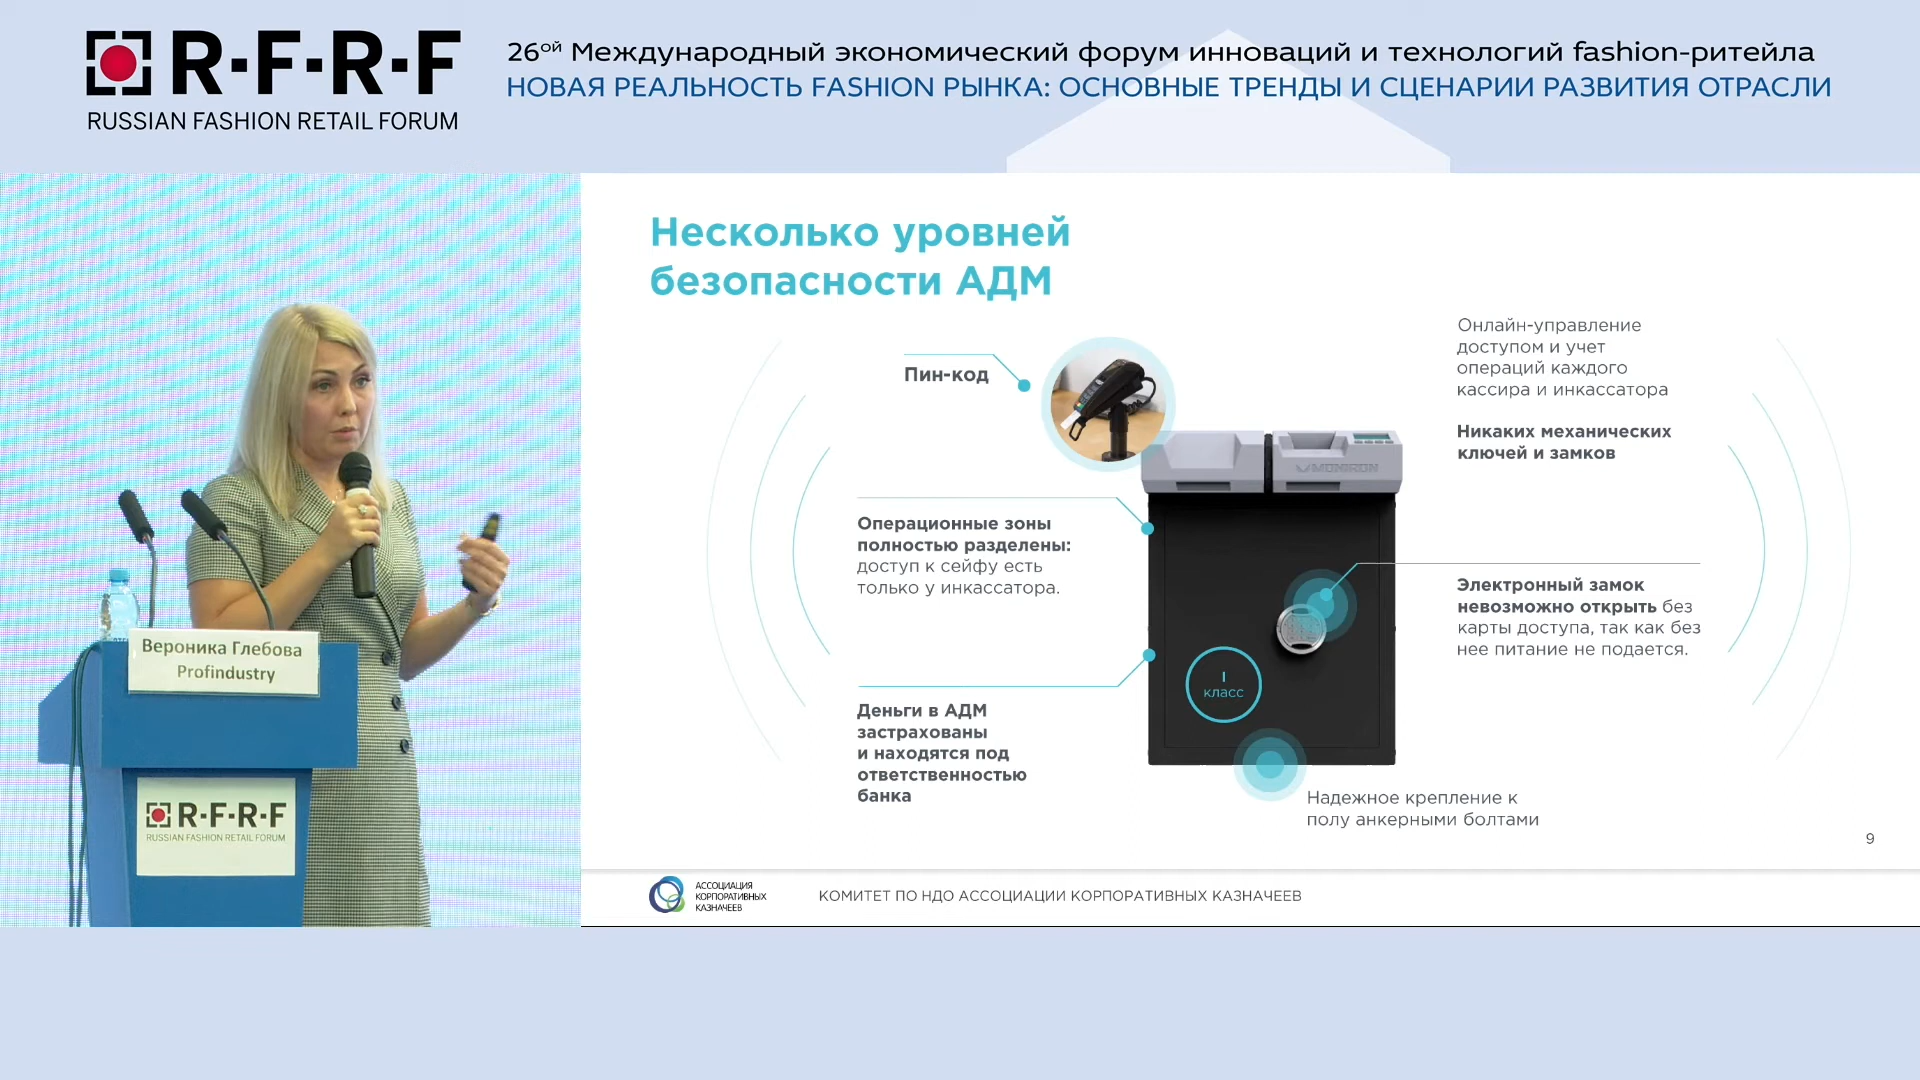 R·F·R·F
RUSSIAN FASHION RETAIL FORUM
26ой Международный экономический форум инноваций и технологий fashion-ритейла
НОВАЯ РЕАЛЬНОСТЬ FASHION РЫНКА: ОСНОВНЫЕ ТРЕНДЫ И СЦЕНАРИИ РАЗВИТИЯ ОТРАСЛИ
Несколько уровней
безопасности АДМ
Пин-код
Операционные зоны
полностью разделены:
доступ к сейфу есть
только у инкассатора.
Деньги в АДМ
застрахованы
и находятся под
ответственностью
банка
MONIRON
I
класс
Онлайн-управление
доступом и учет
операций каждого
кассира и инкассатора
Никаких механических
ключей и замков
Электронный замок
невозможно открыть без
карты доступа, так как без
нее питание не подается.
Надежное крепление к
полу анкерными болтами
9
АССОЦИАЦИЯ
КОРПОРАТИВНЫХ
КАЗНАЧЕЕВ
КОМИТЕТ ПО НДО АССОЦИАЦИИ КОРПОРАТИВНЫХ КАЗНАЧЕЕВ
Вероника Глебова
Profindustry
R·F·R·F
RUSSIAN FASHION RETAIL FORUM